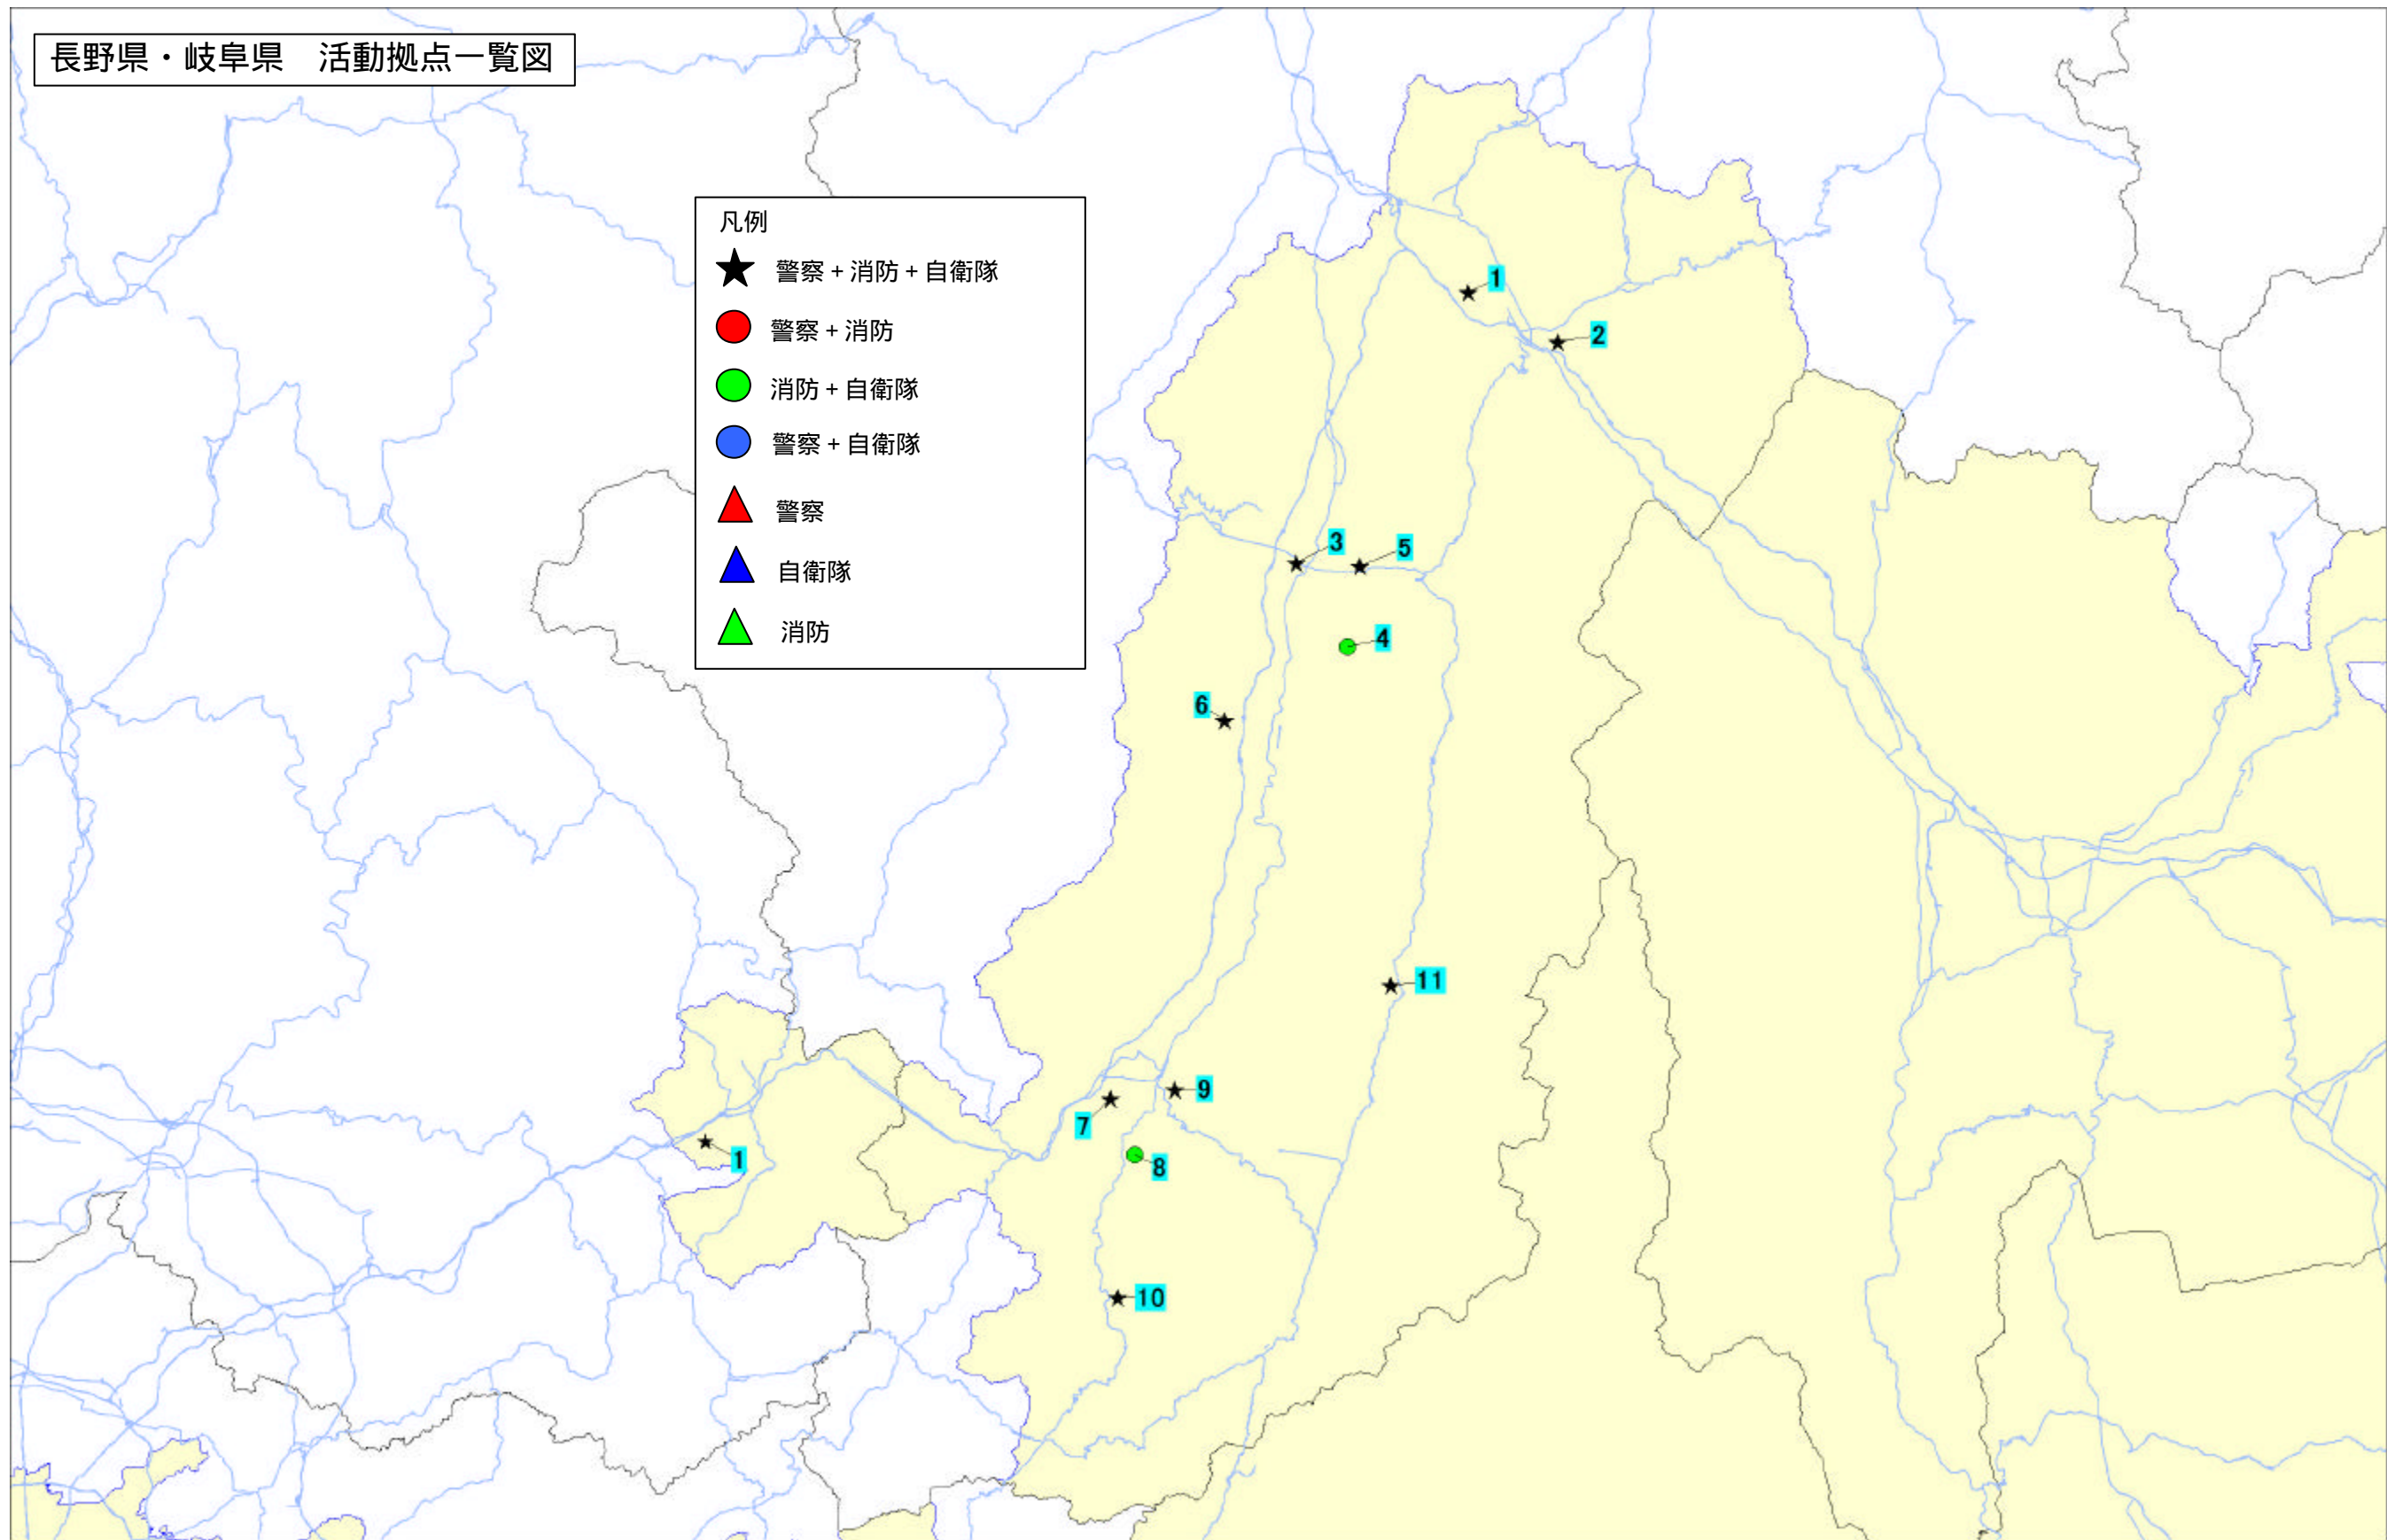 長野県・岐阜県　活動拠点一覧図
凡例
警察+消防+自衛隊
警察+消防
消防+自衛隊
警察+自衛隊
警察
自衛隊
消防
1
2
3
5
4
6
11
9
7
8
1
10